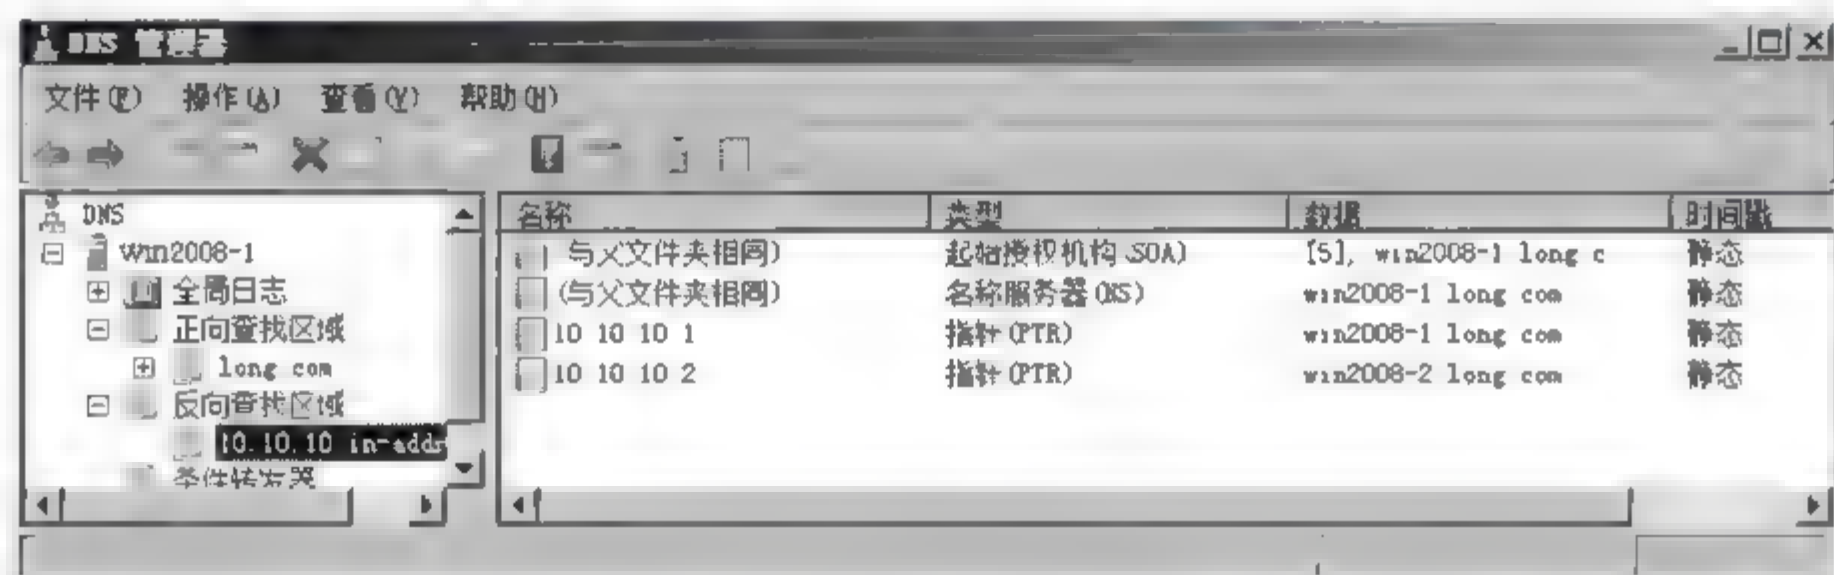 DNS 管理器
文件(F) 操作(A) 查看(V) 帮助(H)
DNS
Win2008-1
全局日志
正向查找区域
long com
反向查找区域
10.10.10 in-addr
条件转发器
名称 类型 数据 时间戳
与父文件夹相同) 起始授权机构 SOA) [5], win2008-1 long c 静态
(与父文件夹相同) 名称服务器(NS) win2008-1 long com 静态
10 10 10 1 指针(PTR) win2008-1 long com 静态
10 10 10 2 指针(PTR) win2008-2 long com 静态